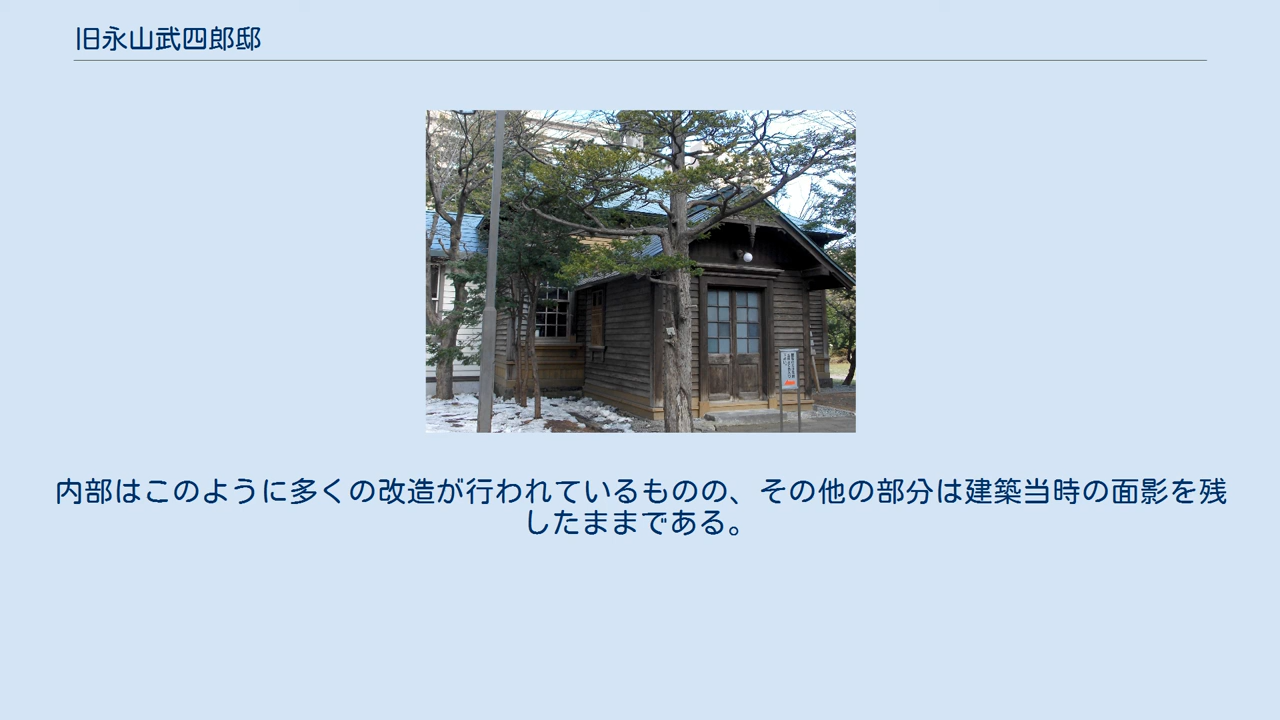 旧永山武四郎邸
内部はこのように多くの改造が行われているものの、その他の部分は建築当時の面影を残
したままである。